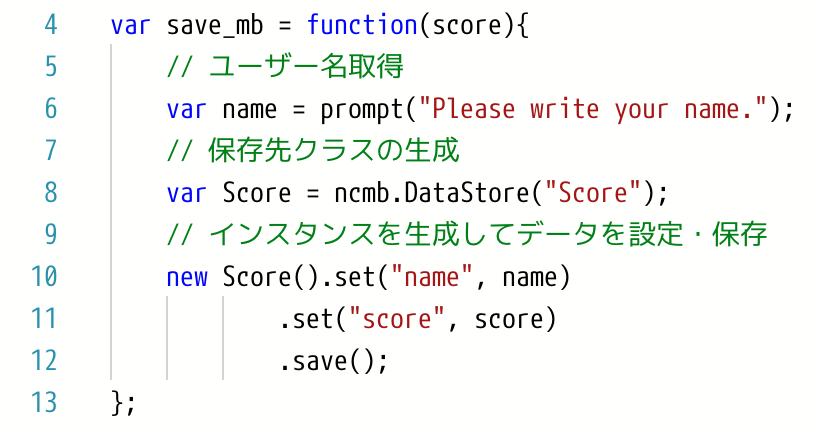 4 var save_mb = function(score){
5 // ユーザー名取得
6 var name = prompt("Please write your name.");
7 // 保存先クラスの生成
8 var Score = ncmb.DataStore("Score");
9 // インスタンスを生成してデータを設定・保存
10 new Score().set("name", name)
11 .set("score", score)
12 .save();
13 };